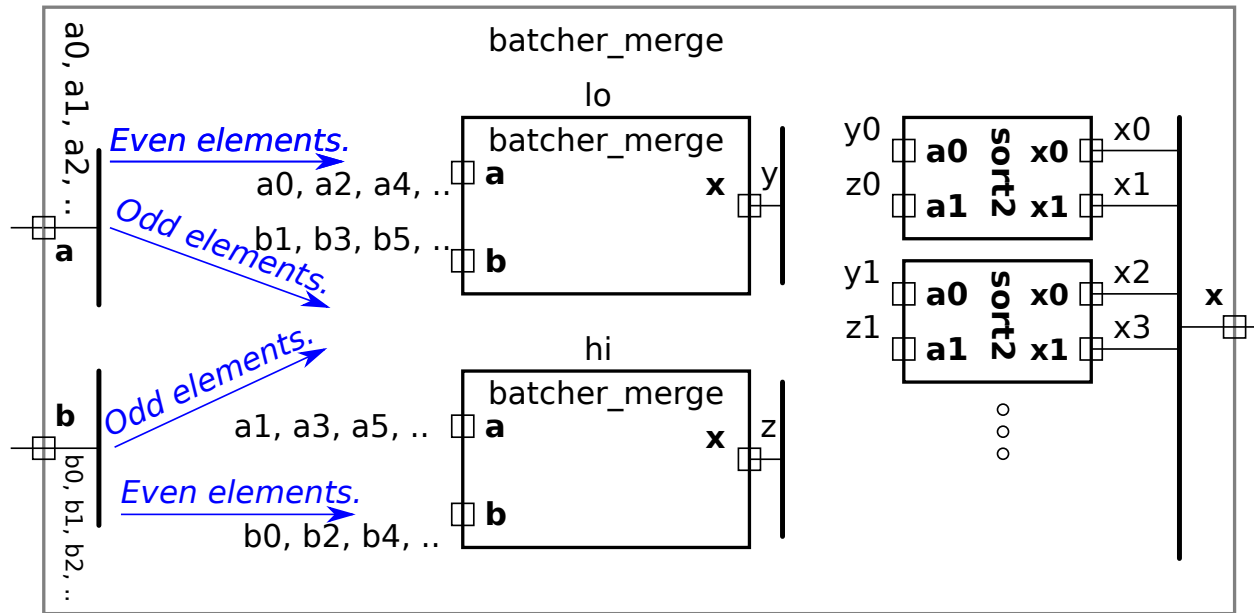 batcher_merge
a0, a1, a2, ..
a
Even elements.
a0, a2, a4, ..
Odd elements.
b1, b3, b5, ..
lo
batcher_merge
a
b
x
y
b
b0, b1, b2, ..
Odd elements.
a1, a3, a5, ..
Even elements.
b0, b2, b4, ..
hi
batcher_merge
a
b
x
z
y0
z0
a0
a1
sort2
x0
x1
x0
x1
y1
z1
a0
a1
sort2
x0
x1
x2
x3
x